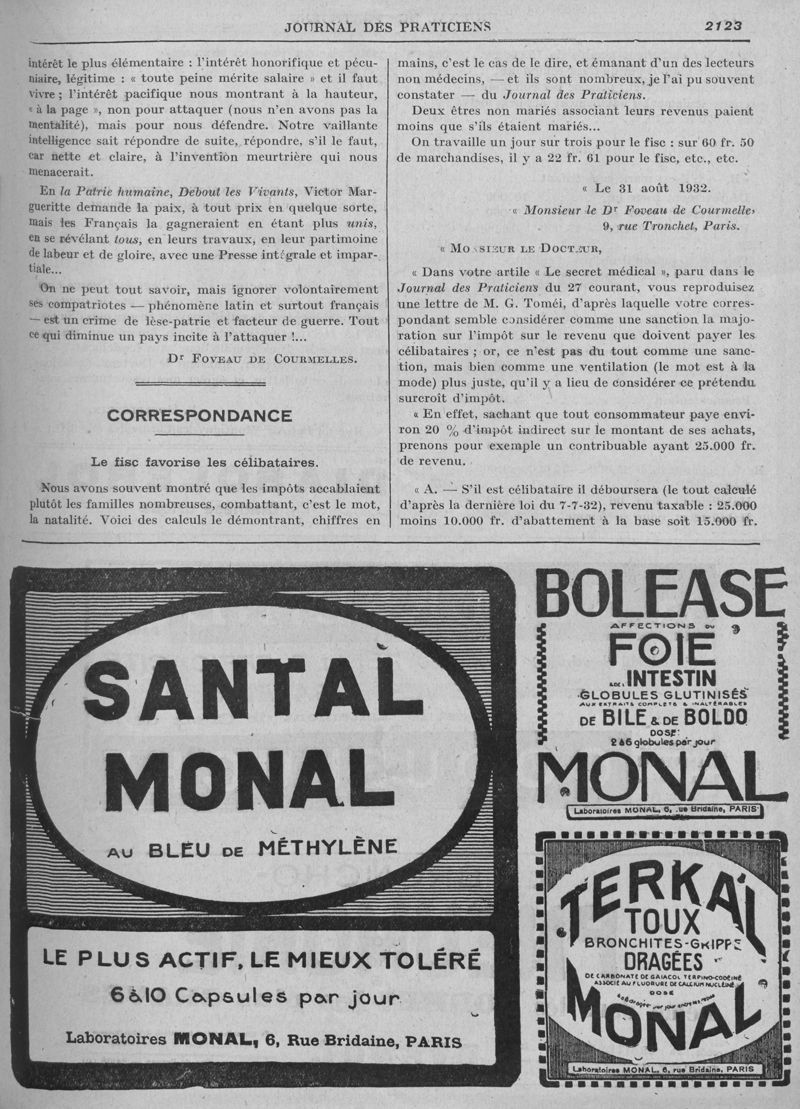 JOURNAL DES PRATICIENS
2123
intérêt le plus élémentaire : l'intérêt honorifique et pécu-
niaire, légitime : « toute peine mérite salaire » et il faut
vivre ; l'intérêt pacifique nous montrant à la hauteur,
« à la page », non pour attaquer (nous n'en avons pas la
mentalité), mais pour nous défendre. Notre vaillante
intelligence sait répondre de suite, répondre, s'il le faut,
car nette et claire, à l'invention meurtrière qui nous
menacerait.
En la Patrie humaine, Debout les Vivants, Victor Mar-
gueritte demande la paix, à tout prix en quelque sorte,
mais les Français la gagneraient en étant plus unis,
en se révélant tous, en leurs travaux, en leur partimoine
de labeur et de gloire, avec une Presse intégrale et impar-
tiale...
On ne peut tout savoir, mais ignorer volontairement
ses compatriotes — phénomène latin et surtout français
— est un crime de lèse-patrie et facteur de guerre. Tout
ce qui diminue un pays incite à l'attaquer !...
Dr FOVEAU DE COURMELLES.
CORRESPONDANCE
Le fisc favorise les célibataires.
Nous avons souvent montré que les impôts accablaient
plutôt les familles nombreuses, combattant, c'est le mot,
la natalité. Voici des calculs le démontrant, chiffres en
mains, c'est le cas de le dire, et émanant d'un des lecteurs
non médecins, — et ils sont nombreux, je l'ai pu souvent
constater — du Journal des Praticiens.
Deux êtres non mariés associant leurs revenus paient
moins que s'ils étaient mariés...
On travaille un jour sur trois pour le fisc : sur 60 fr. 50
de marchandises, il y a 22 fr. 61 pour le fisc, etc., etc.
« Le 31 août 1932.
« Monsieur le Dr Foveau de Courmelles
9, rue Tronchet, Paris.
« MO SIEUR LE DOCTEUR,
« Dans votre artile « Le secret médical », paru dans le
Journal des Praticiens du 27 courant, vous reproduisez
une lettre de M. G. Toméi, d'après laquelle votre corres-
pondant semble considérer comme une sanction la majo-
ration sur l'impôt sur le revenu que doivent payer les
célibataires ; or, ce n'est pas du tout comme une sanc-
tion, mais bien comme une ventilation (le mot est à la
mode) plus juste, qu'il y a lieu de considérer ce prétendu
surcroît d'impôt.
« En effet, sachant que tout consommateur paye envi-
ron 20 % d'impôt indirect sur le montant de ses achats,
prenons pour exemple un contribuable ayant 25.000 fr.
de revenu.
« A. — S'il est célibataire il déboursera (le tout calculé
d'après la dernière loi du 7-7-32), revenu taxable : 25.000
moins 10.000 fr. d'abattement à la base soit 15.000 fr.
SANTAL
MONAL
AU BLEU DE MÉTHYLÈNE
LE PLUS ACTIF, LE MIEUX TOLÉRÉ
6 à 10 Capsules par jour
Laboratoires MONAL, 6, Rue Bridaine, PARIS
BOLEASE
AFFECTIONS DU
FOIE
& DE L'INTESTIN
GLOBULES GLUTINISÉS
AUX EXTRAITS COMPLETS & INALTÉRABLES
DE BILE & DE BOLDO
DOSE:
2 à 6 globules par jour
MONAL
Laboratoires MONAL, 6, rue Bridaine, PARIS
TERKAL
TOUX
BRONCHITES-GRIPPE
DRAGÉES
DE CARBONATE DE GAIACOL TERPINO-CODÉINÉ
ASSOCIÉ AU FLUORURE DE CALCIUM NUCLÉINÉ
DOSE
MONAL
Laboratoires MONAL, 6, rue Bridaine, PARIS